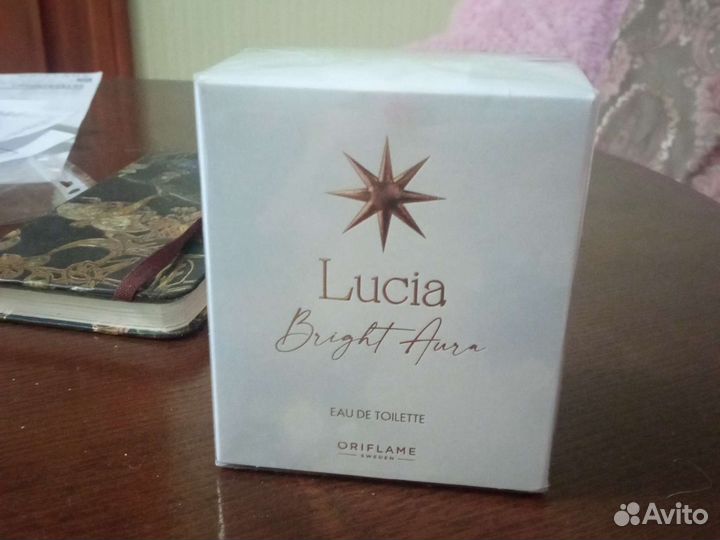 Lucia
Bright Aura
EAU DE TOILETTE
ORIFLAME
SWEDEN
Avito